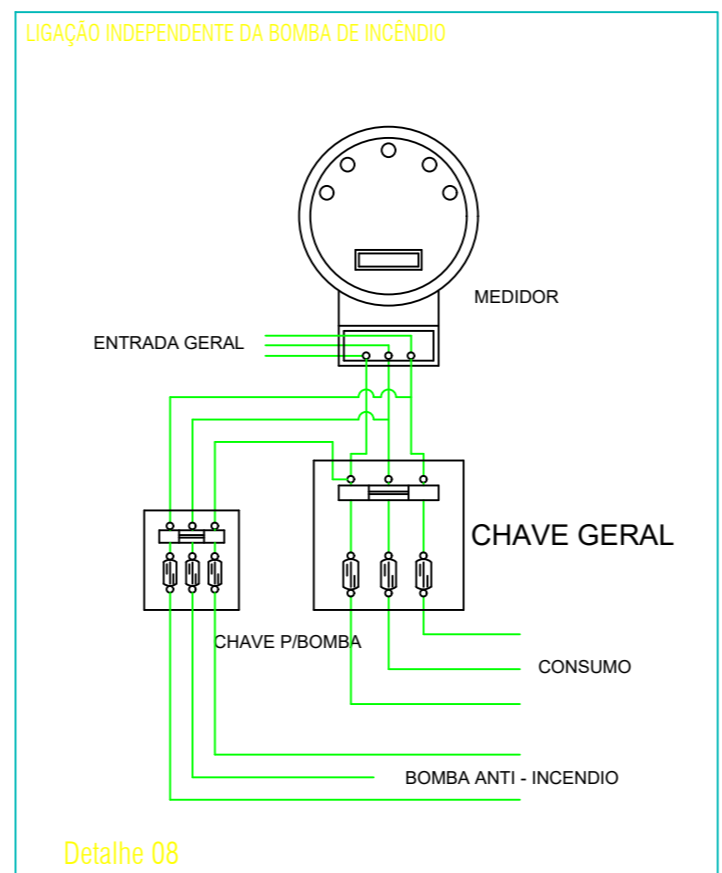 LIGAÇÃO INDEPENDENTE DA BOMBA DE INCÊNDIO
MEDIDOR
ENTRADA GERAL
CHAVE GERAL
CHAVE P/BOMBA
CONSUMO
BOMBA ANTI - INCENDIO
Detalhe 08